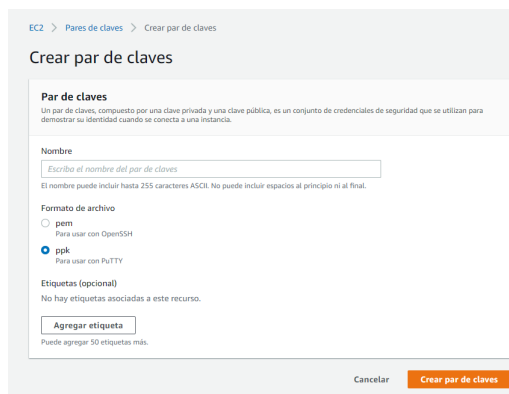 EC2 > Pares de claves > Crear par de claves
Crear par de claves
Par de claves
Un par de claves, compuesto por una clave privada y una clave pública, es un conjunto de credenciales de seguridad que se utilizan para
demostrar su identidad cuando se conecta a una instancia.
Nombre
Escriba el nombre del par de claves
El nombre puede incluir hasta 255 caracteres ASCII. No puede incluir espacios al principio ni al final.
Formato de archivo
pem
Para usar con OpenSSH
ppk
Para usar con PuTTY
Etiquetas (opcional)
No hay etiquetas asociadas a este recurso.
Agregar etiqueta
Puede agregar 50 etiquetas más.
Cancelar Crear par de claves